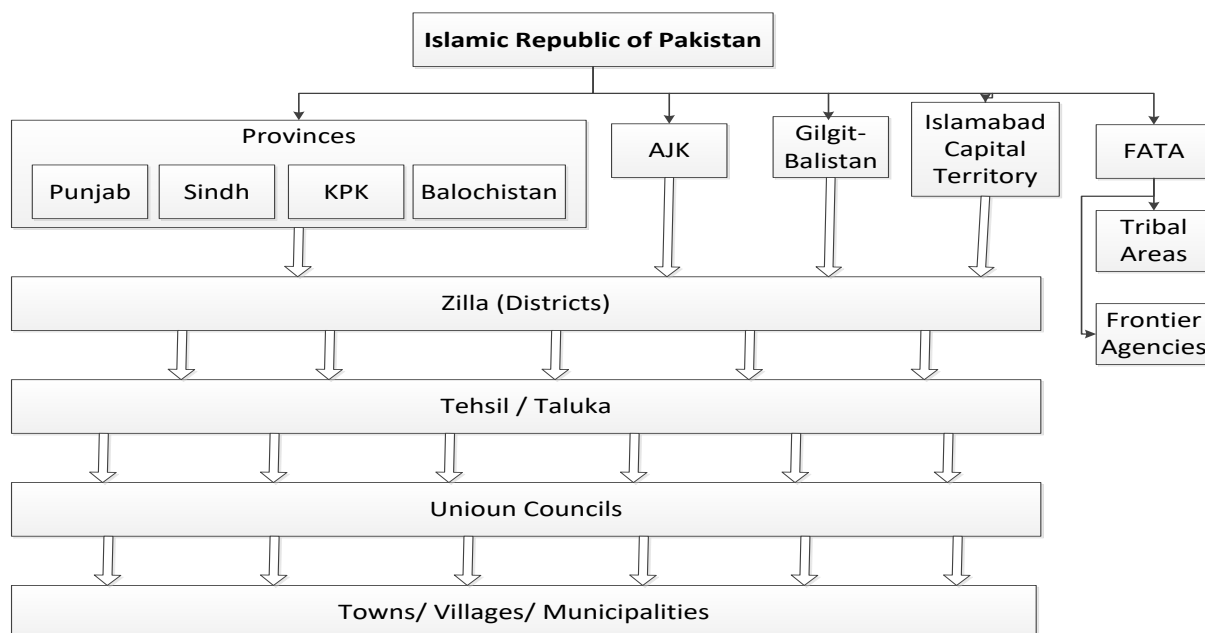 Islamic Republic of Pakistan
Provinces
Punjab
Sindh
KPK
Balochistan
AJK
Gilgit-
Balistan
Islamabad
Capital
Territory
FATA
Tribal
Areas
Frontier
Agencies
Zilla (Districts)
Tehsil / Taluka
Unioun Councils
Towns/ Villages/ Municipalities